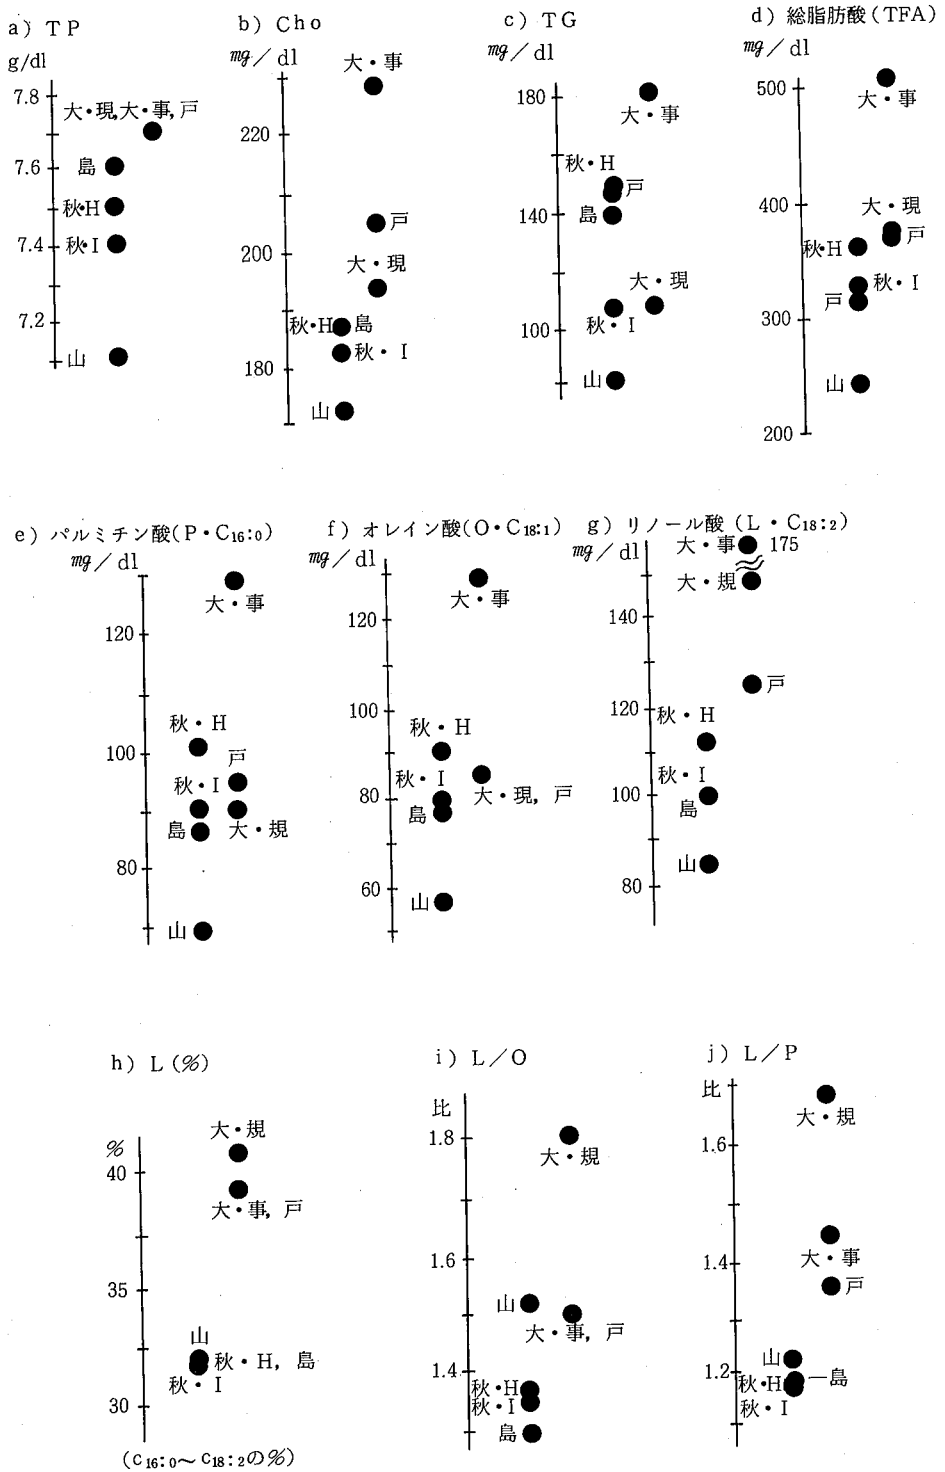 a) TP
g/dl
7.8
大・現,大・事,戸
7.6
島
秋・H
7.4
秋・I
7.2
山
b) Cho
mg/dl
大・事
220
戸
200
大・現
秋・H
島
180
秋・I
山
c) TG
mg/dl
180
大・事
秋・H
戸
140
島
大・現
100
秋・I
山
d) 総脂肪酸(TFA)
mg/dl
500
大・事
400
大・現
戸
秋・H
秋・I
戸
300
山
200
e) パルミチン酸(P・C16:0)
mg/dl
大・事
120
秋・H
100
戸
秋・I
島
大・規
80
山
f) オレイン酸(O・C18:1)
mg/dl
大・事
120
100
秋・H
秋・I
80
大・現, 戸
島
60
山
g) リノール酸 (L・C18:2)
mg/dl
大・事 175
大・規
140
戸
120
秋・H
秋・I
100
島
山
80
h) L(%)
%
大・規
40
大・事, 戸
35
山
秋・H, 島
秋・I
30
(C16:0〜C18:2の%)
i) L/O
比
1.8
大・規
1.6
山
大・事, 戸
1.4
秋・H
秋・I
島
j) L/P
比
大・規
1.6
1.4
大・事
戸
山
1.2
秋・H
島
秋・I